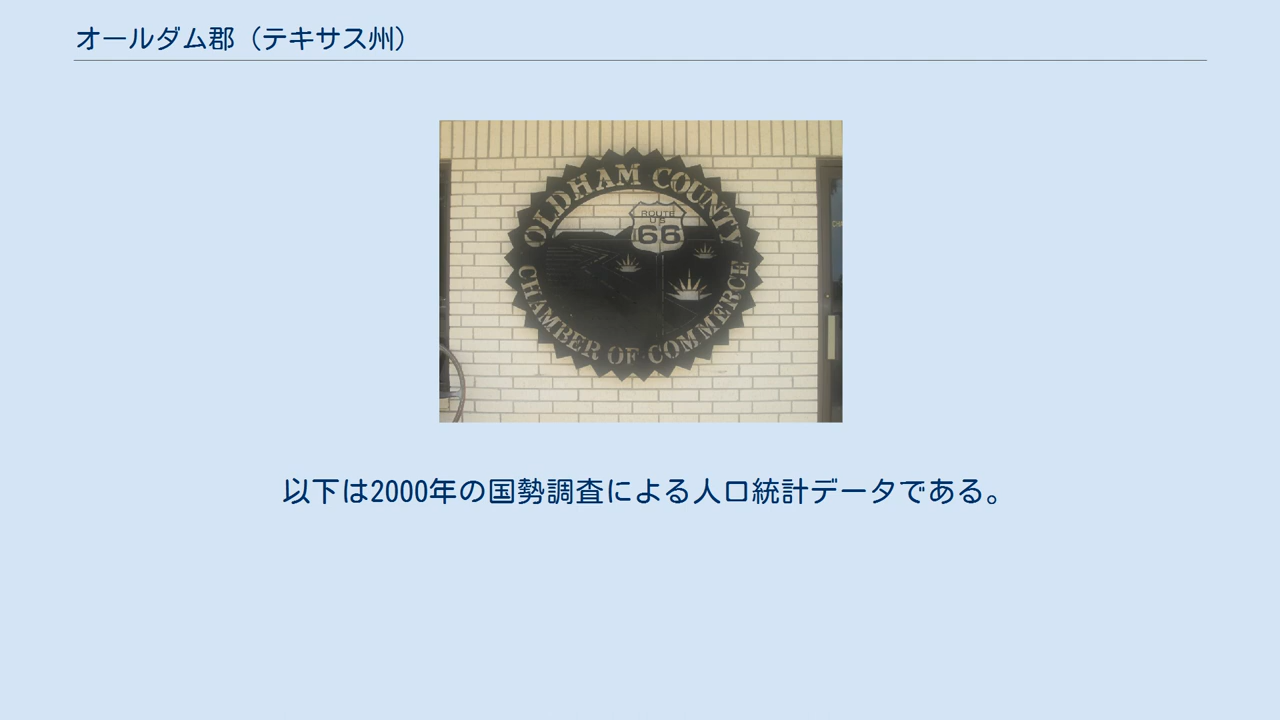 オールダム郡（テキサス州）
OLDHAM COUNTY
ROUTE
US
66
CHAMBER OF COMMERCE
以下は2000年の国勢調査による人口統計データである。